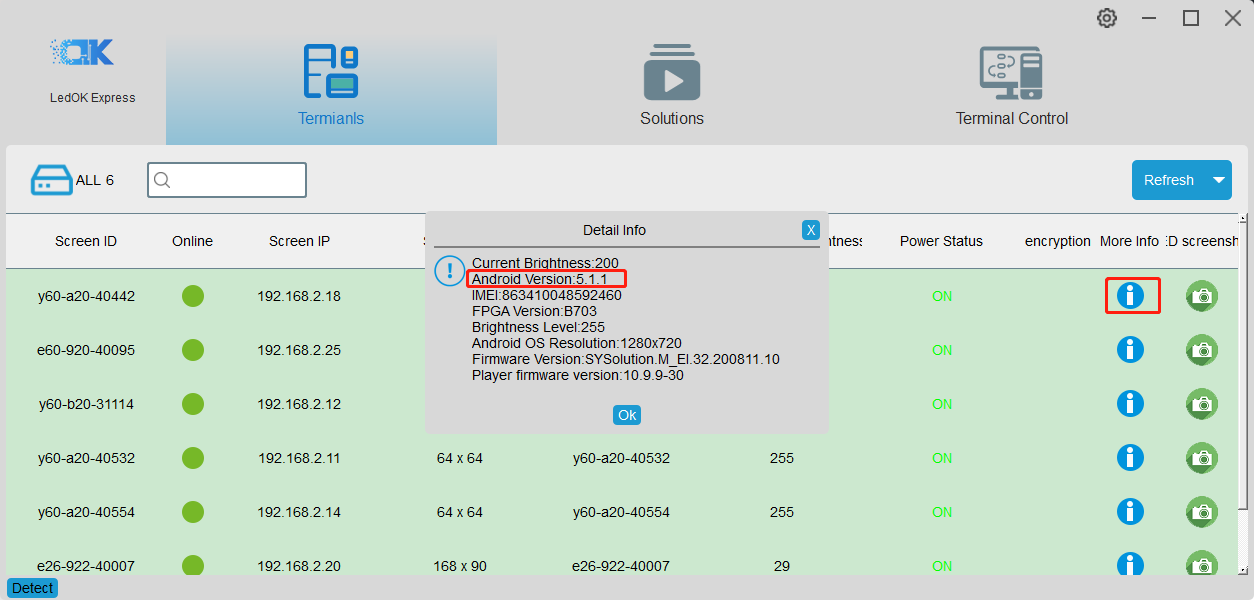 LedOK Express
Termianls
Solutions
Terminal Control
ALL 6
Refresh
Screen ID Online Screen IP Power Status encryption More Info
Detail Info X
Current Brightness:200
Android Version:5.1.1
IMEI:863410048592460
FPGA Version:B703
Brightness Level:255
Android OS Resolution:1280x720
Firmware Version:SYSolution.M_EI.32.200811.10
Player firmware version:10.9.9-30
Ok
y60-a20-40442 192.168.2.18 ON
e60-920-40095 192.168.2.25 ON
y60-b20-31114 192.168.2.12 ON
y60-a20-40532 192.168.2.11 64 x 64 y60-a20-40532 255 ON
y60-a20-40554 192.168.2.14 64 x 64 y60-a20-40554 255 ON
e26-922-40007 192.168.2.20 168 x 90 e26-922-40007 29 ON
Detect